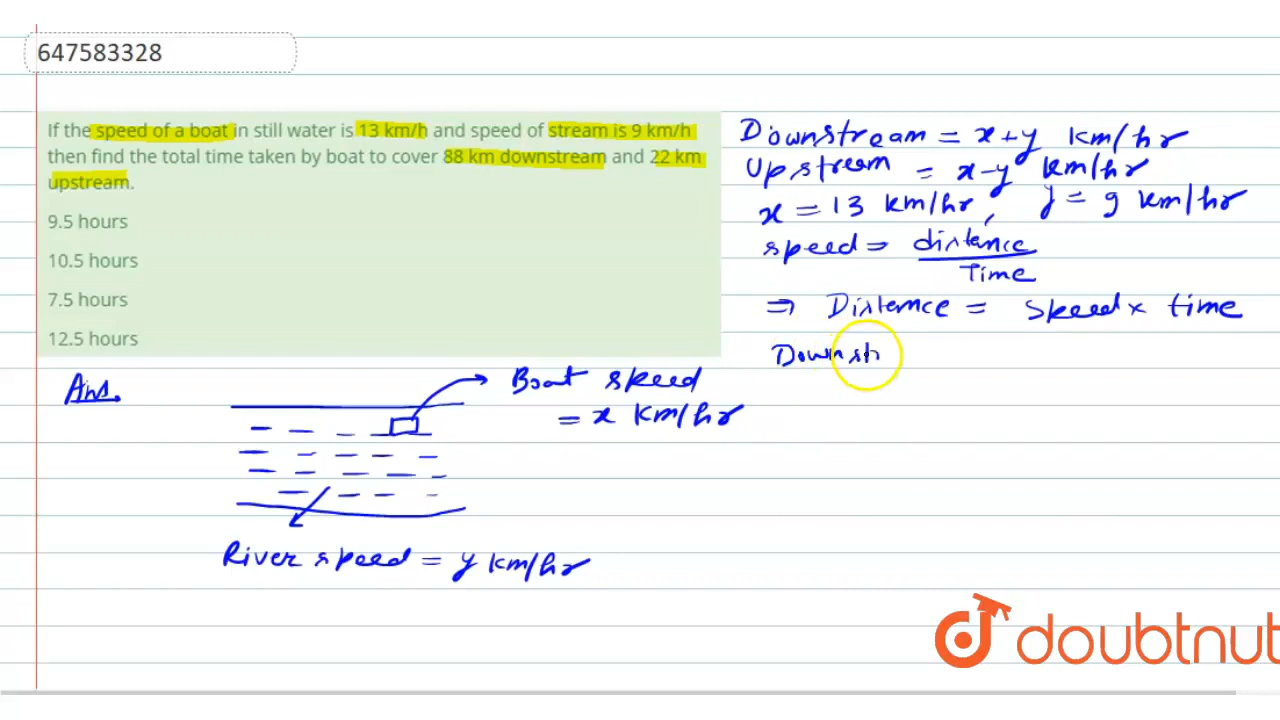 647583328
If the speed of a boat in still water is 13 km/h and speed of stream is 9 km/h
then find the total time taken by boat to cover 88 km downstream and 22 km
upstream.
9.5 hours
10.5 hours
7.5 hours
12.5 hours
Downstream = x+y km/hr
Upstream = x-y km/hr
x = 13 km/hr, y = 9 km/hr
speed = distance
Time
⇒ Distance = speed x time
Downst
Ans.
Boat speed
= x km/hr
River speed = y km/hr
doubtnut